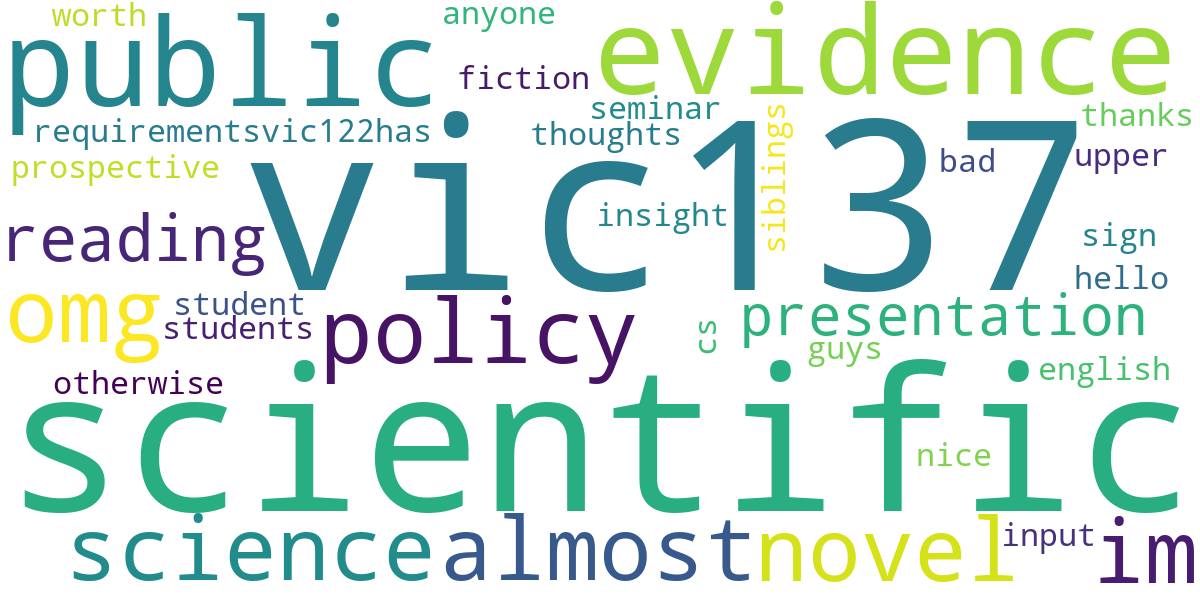 worth
anyone
public
evidence
fiction
seminar
siblings
thanks
requirementsvic122has
thoughts
vic137
bad
upper
prospective
insight
reading
sign
hello
omg
student
students
policy
presentation
cs
guys
otherwise
english
scientific
nice
science
almost
novel
input
im